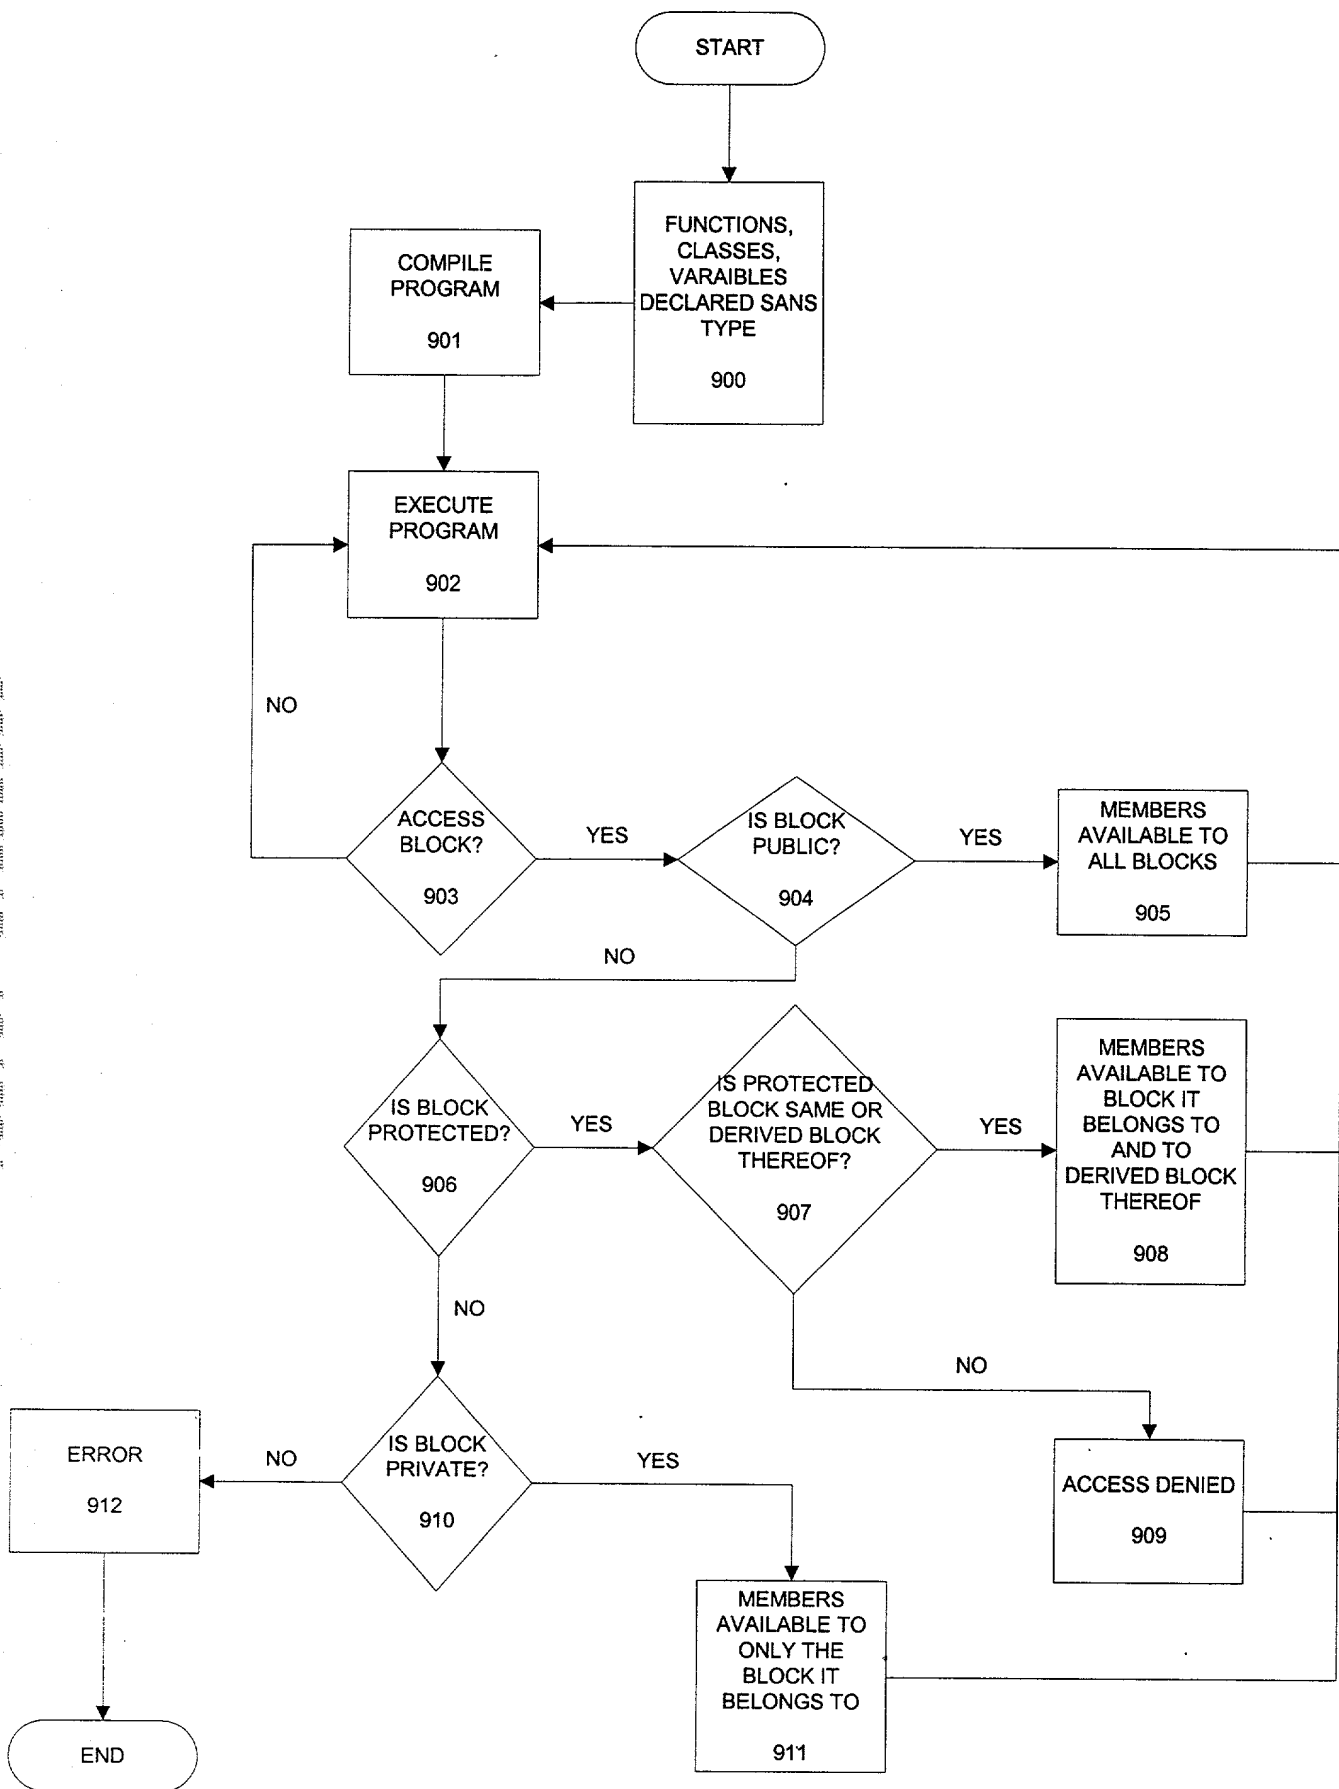 START
FUNCTIONS,
CLASSES,
VARAIBLES
DECLARED SANS
TYPE
900
COMPILE
PROGRAM
901
EXECUTE
PROGRAM
902
NO
ACCESS
BLOCK?
903
YES
IS BLOCK
PUBLIC?
904
YES
MEMBERS
AVAILABLE TO
ALL BLOCKS
905
NO
IS BLOCK
PROTECTED?
906
YES
IS PROTECTED
BLOCK SAME OR
DERIVED BLOCK
THEREOF?
907
YES
MEMBERS
AVAILABLE TO
BLOCK IT
BELONGS TO
AND TO
DERIVED BLOCK
THEREOF
908
NO
NO
ACCESS DENIED
909
IS BLOCK
PRIVATE?
910
NO
ERROR
912
YES
MEMBERS
AVAILABLE TO
ONLY THE
BLOCK IT
BELONGS TO
911
END